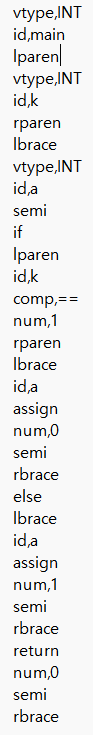 vtype,INT
id,main
lparen
vtype,INT
id,k
rparen
lbrace
vtype,INT
id,a
semi
if
lparen
id,k
comp,==
num,1
rparen
lbrace
id,a
assign
num,0
semi
rbrace
else
lbrace
id,a
assign
num,1
semi
rbrace
return
num,0
semi
rbrace